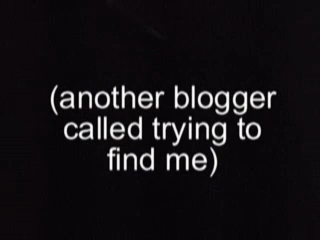 (another blogger
called trying to
find me)